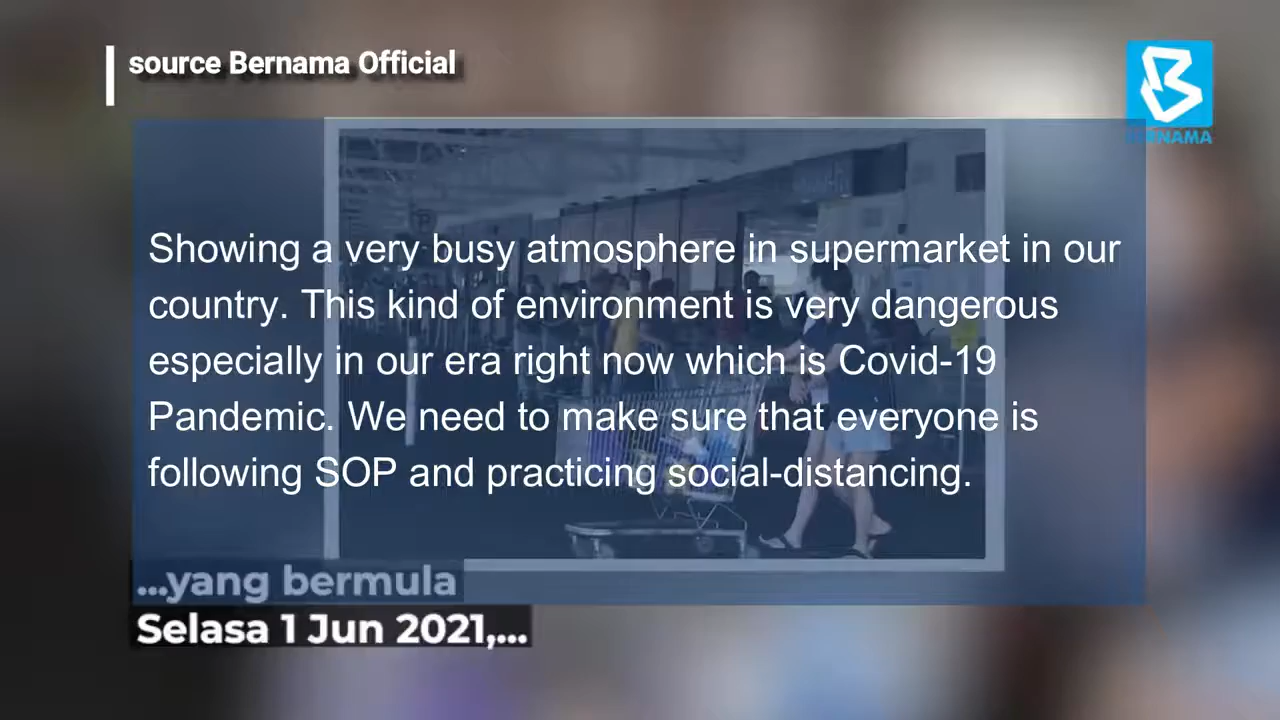 source Bernama Official
BERNAMA
Showing a very busy atmosphere in supermarket in our
country. This kind of environment is very dangerous
especially in our era right now which is Covid-19
Pandemic. We need to make sure that everyone is
following SOP and practicing social-distancing.
...yang bermula
Selasa 1 Jun 2021,...